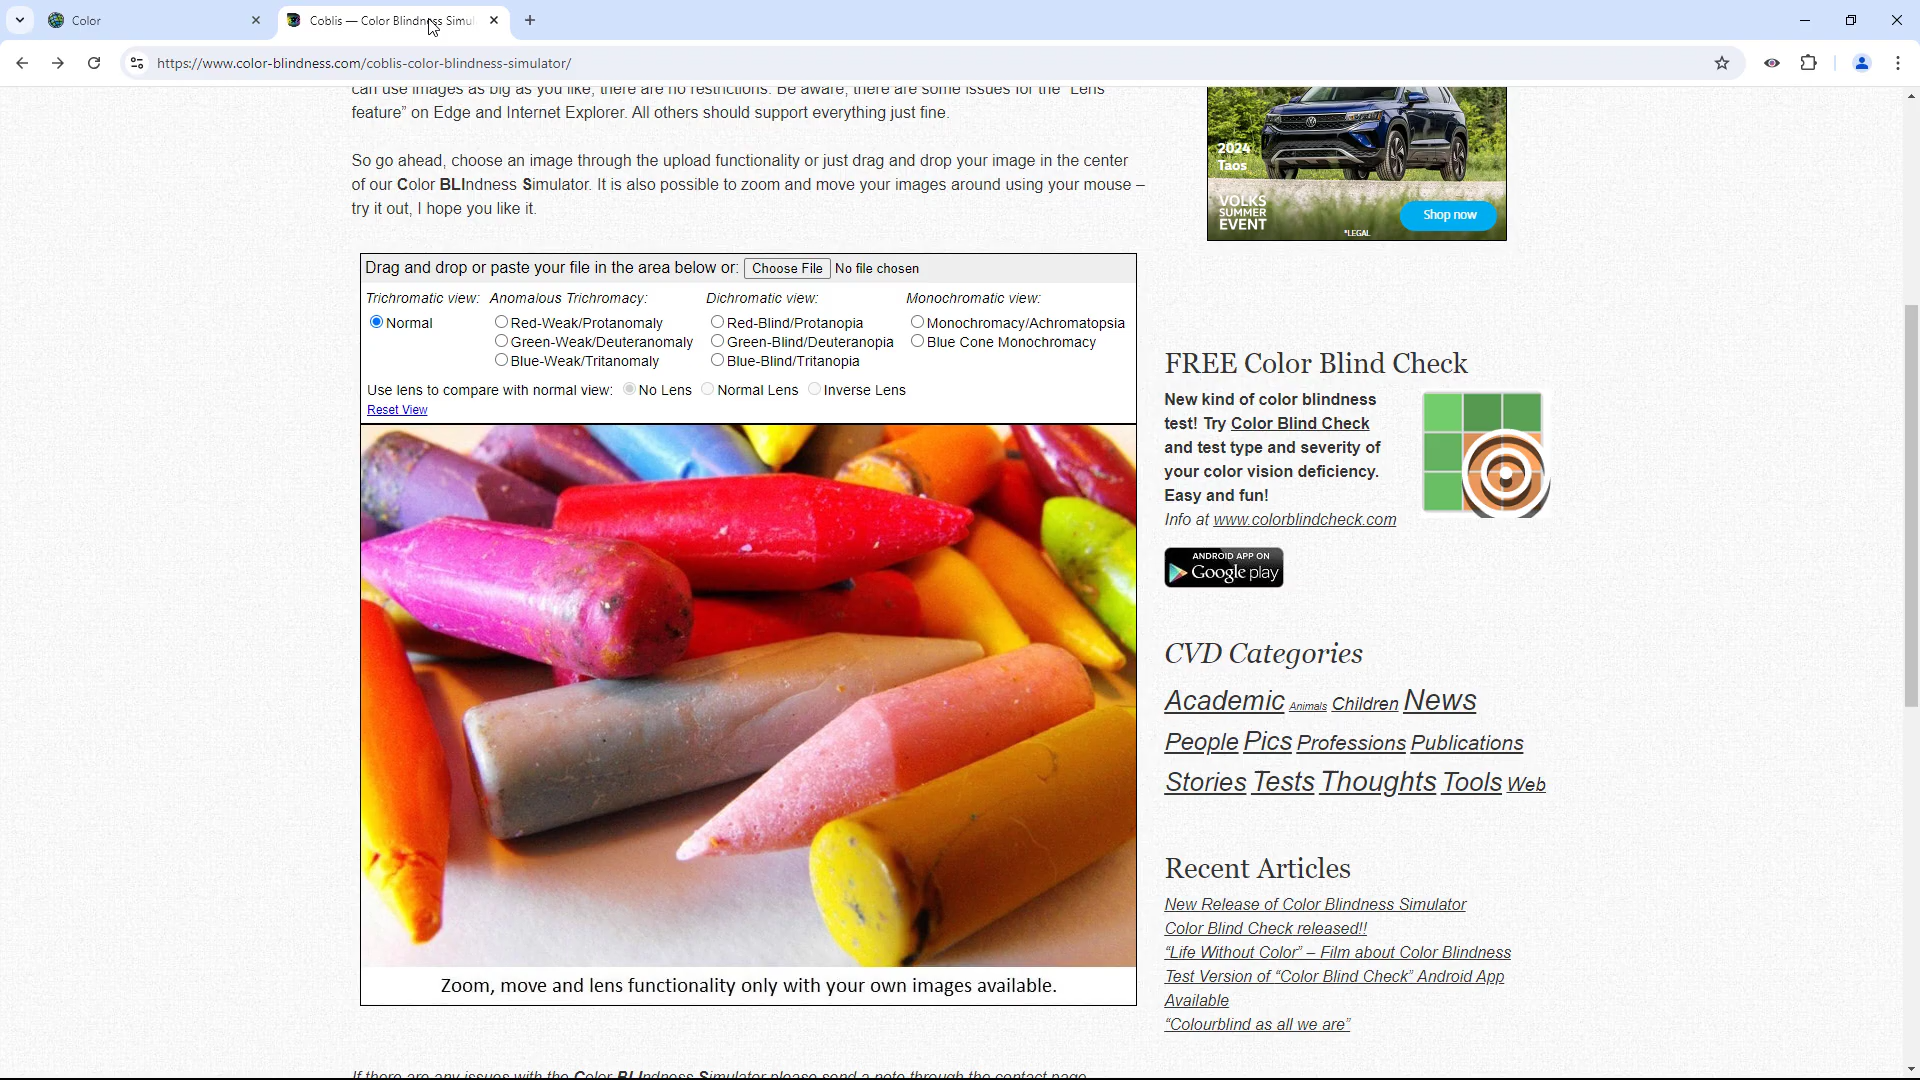 Color
Coblis — Color Blindness Simul
https://www.color-blindness.com/coblis-color-blindness-simulator/
can use images as big as you like, there are no restrictions. Be aware, there are some issues for the "Lens
feature" on Edge and Internet Explorer. All others should support everything just fine.
So go ahead, choose an image through the upload functionality or just drag and drop your image in the center
of our Color BLIndness Simulator. It is also possible to zoom and move your images around using your mouse –
try it out, I hope you like it.
Drag and drop or paste your file in the area below or: Choose File No file chosen
Trichromatic view: Anomalous Trichromacy: Dichromatic view: Monochromatic view:
Normal Red-Weak/Protanomaly Red-Blind/Protanopia Monochromacy/Achromatopsia
Green-Weak/Deuteranomaly Green-Blind/Deuteranopia Blue Cone Monochromacy
Blue-Weak/Tritanomaly Blue-Blind/Tritanopia
Use lens to compare with normal view: No Lens Normal Lens Inverse Lens
Reset View
Zoom, move and lens functionality only with your own images available.
If there are any issues with the Color BLIndness Simulator please send a note through the contact page
2024
Taos
VOLKS
SUMMER
EVENT
Shop now
*LEGAL
FREE Color Blind Check
New kind of color blindness
test! Try Color Blind Check
and test type and severity of
your color vision deficiency.
Easy and fun!
Info at www.colorblindcheck.com
ANDROID APP ON
Google play
CVD Categories
Academic Animals Children News
People Pics Professions Publications
Stories Tests Thoughts Tools Web
Recent Articles
New Release of Color Blindness Simulator
Color Blind Check released!!
“Life Without Color” – Film about Color Blindness
Test Version of “Color Blind Check” Android App
Available
“Colourblind as all we are”